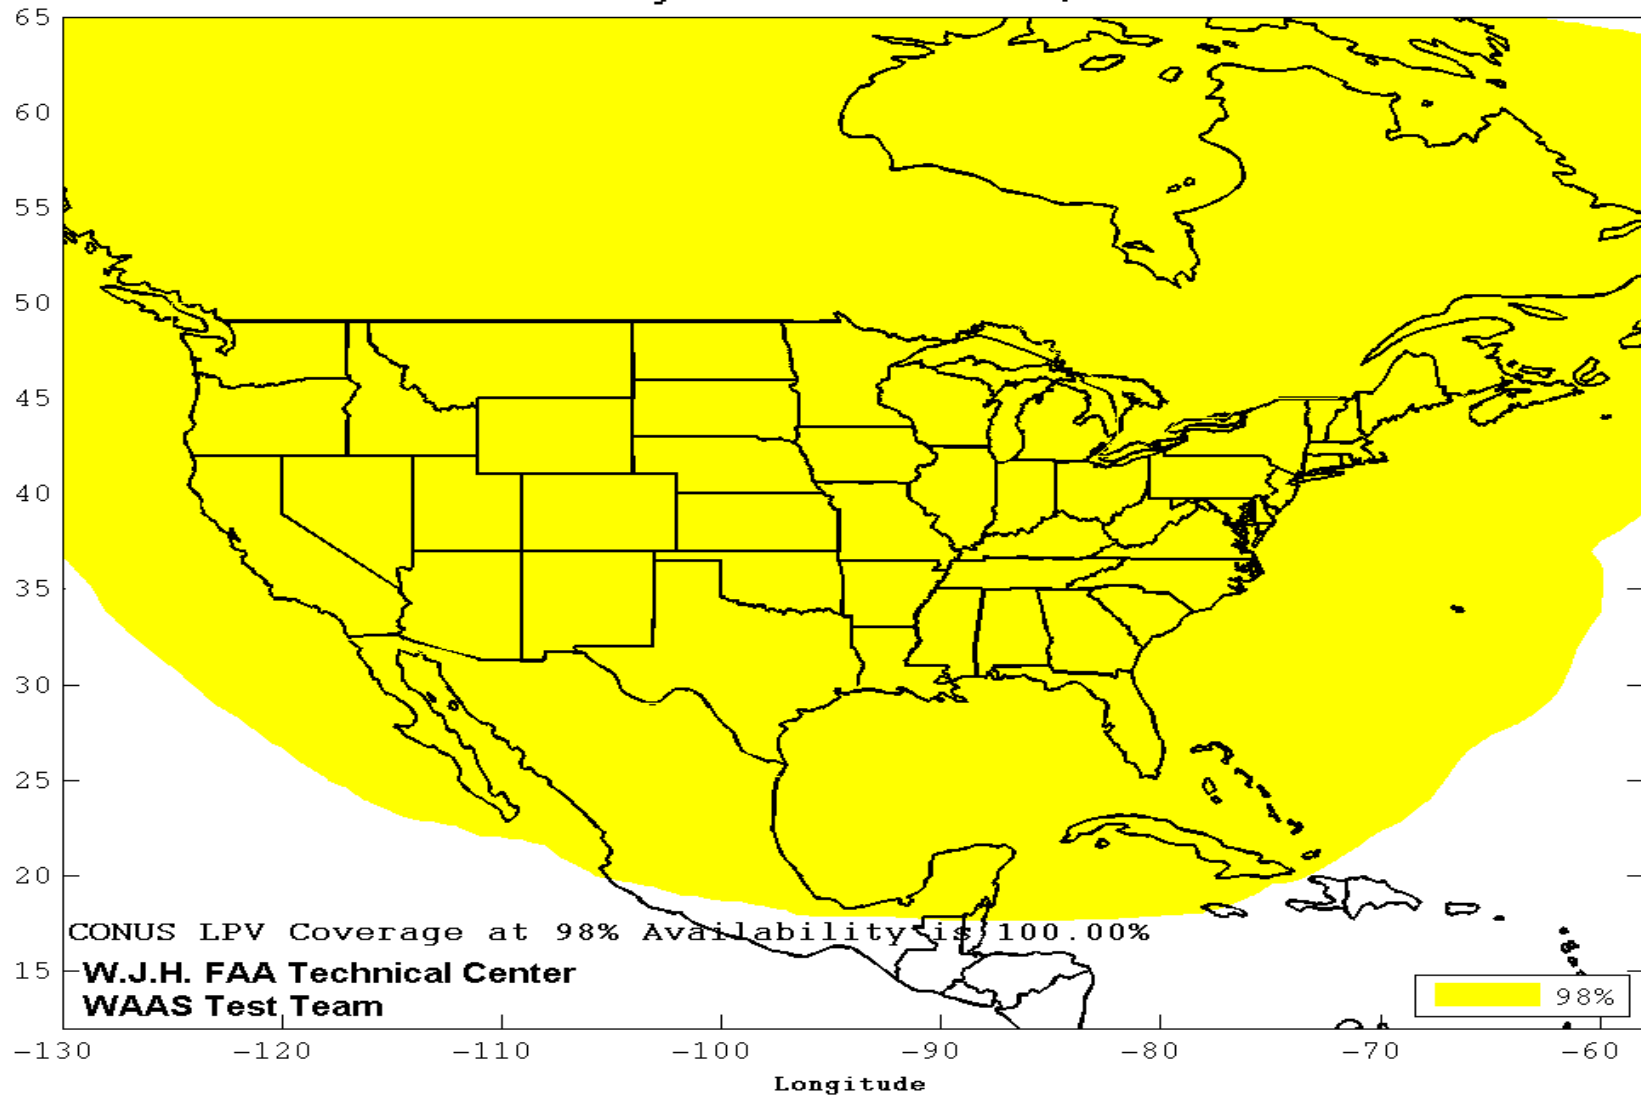 65
60
55
50
45
40
35
30
25
20
CONUS LPV Coverage at 98% Availability is 100.00%
15
W.J.H. FAA Technical Center
WAAS Test Team
98%
-130 -120 -110 -100 -90 -80 -70 -60
Longitude